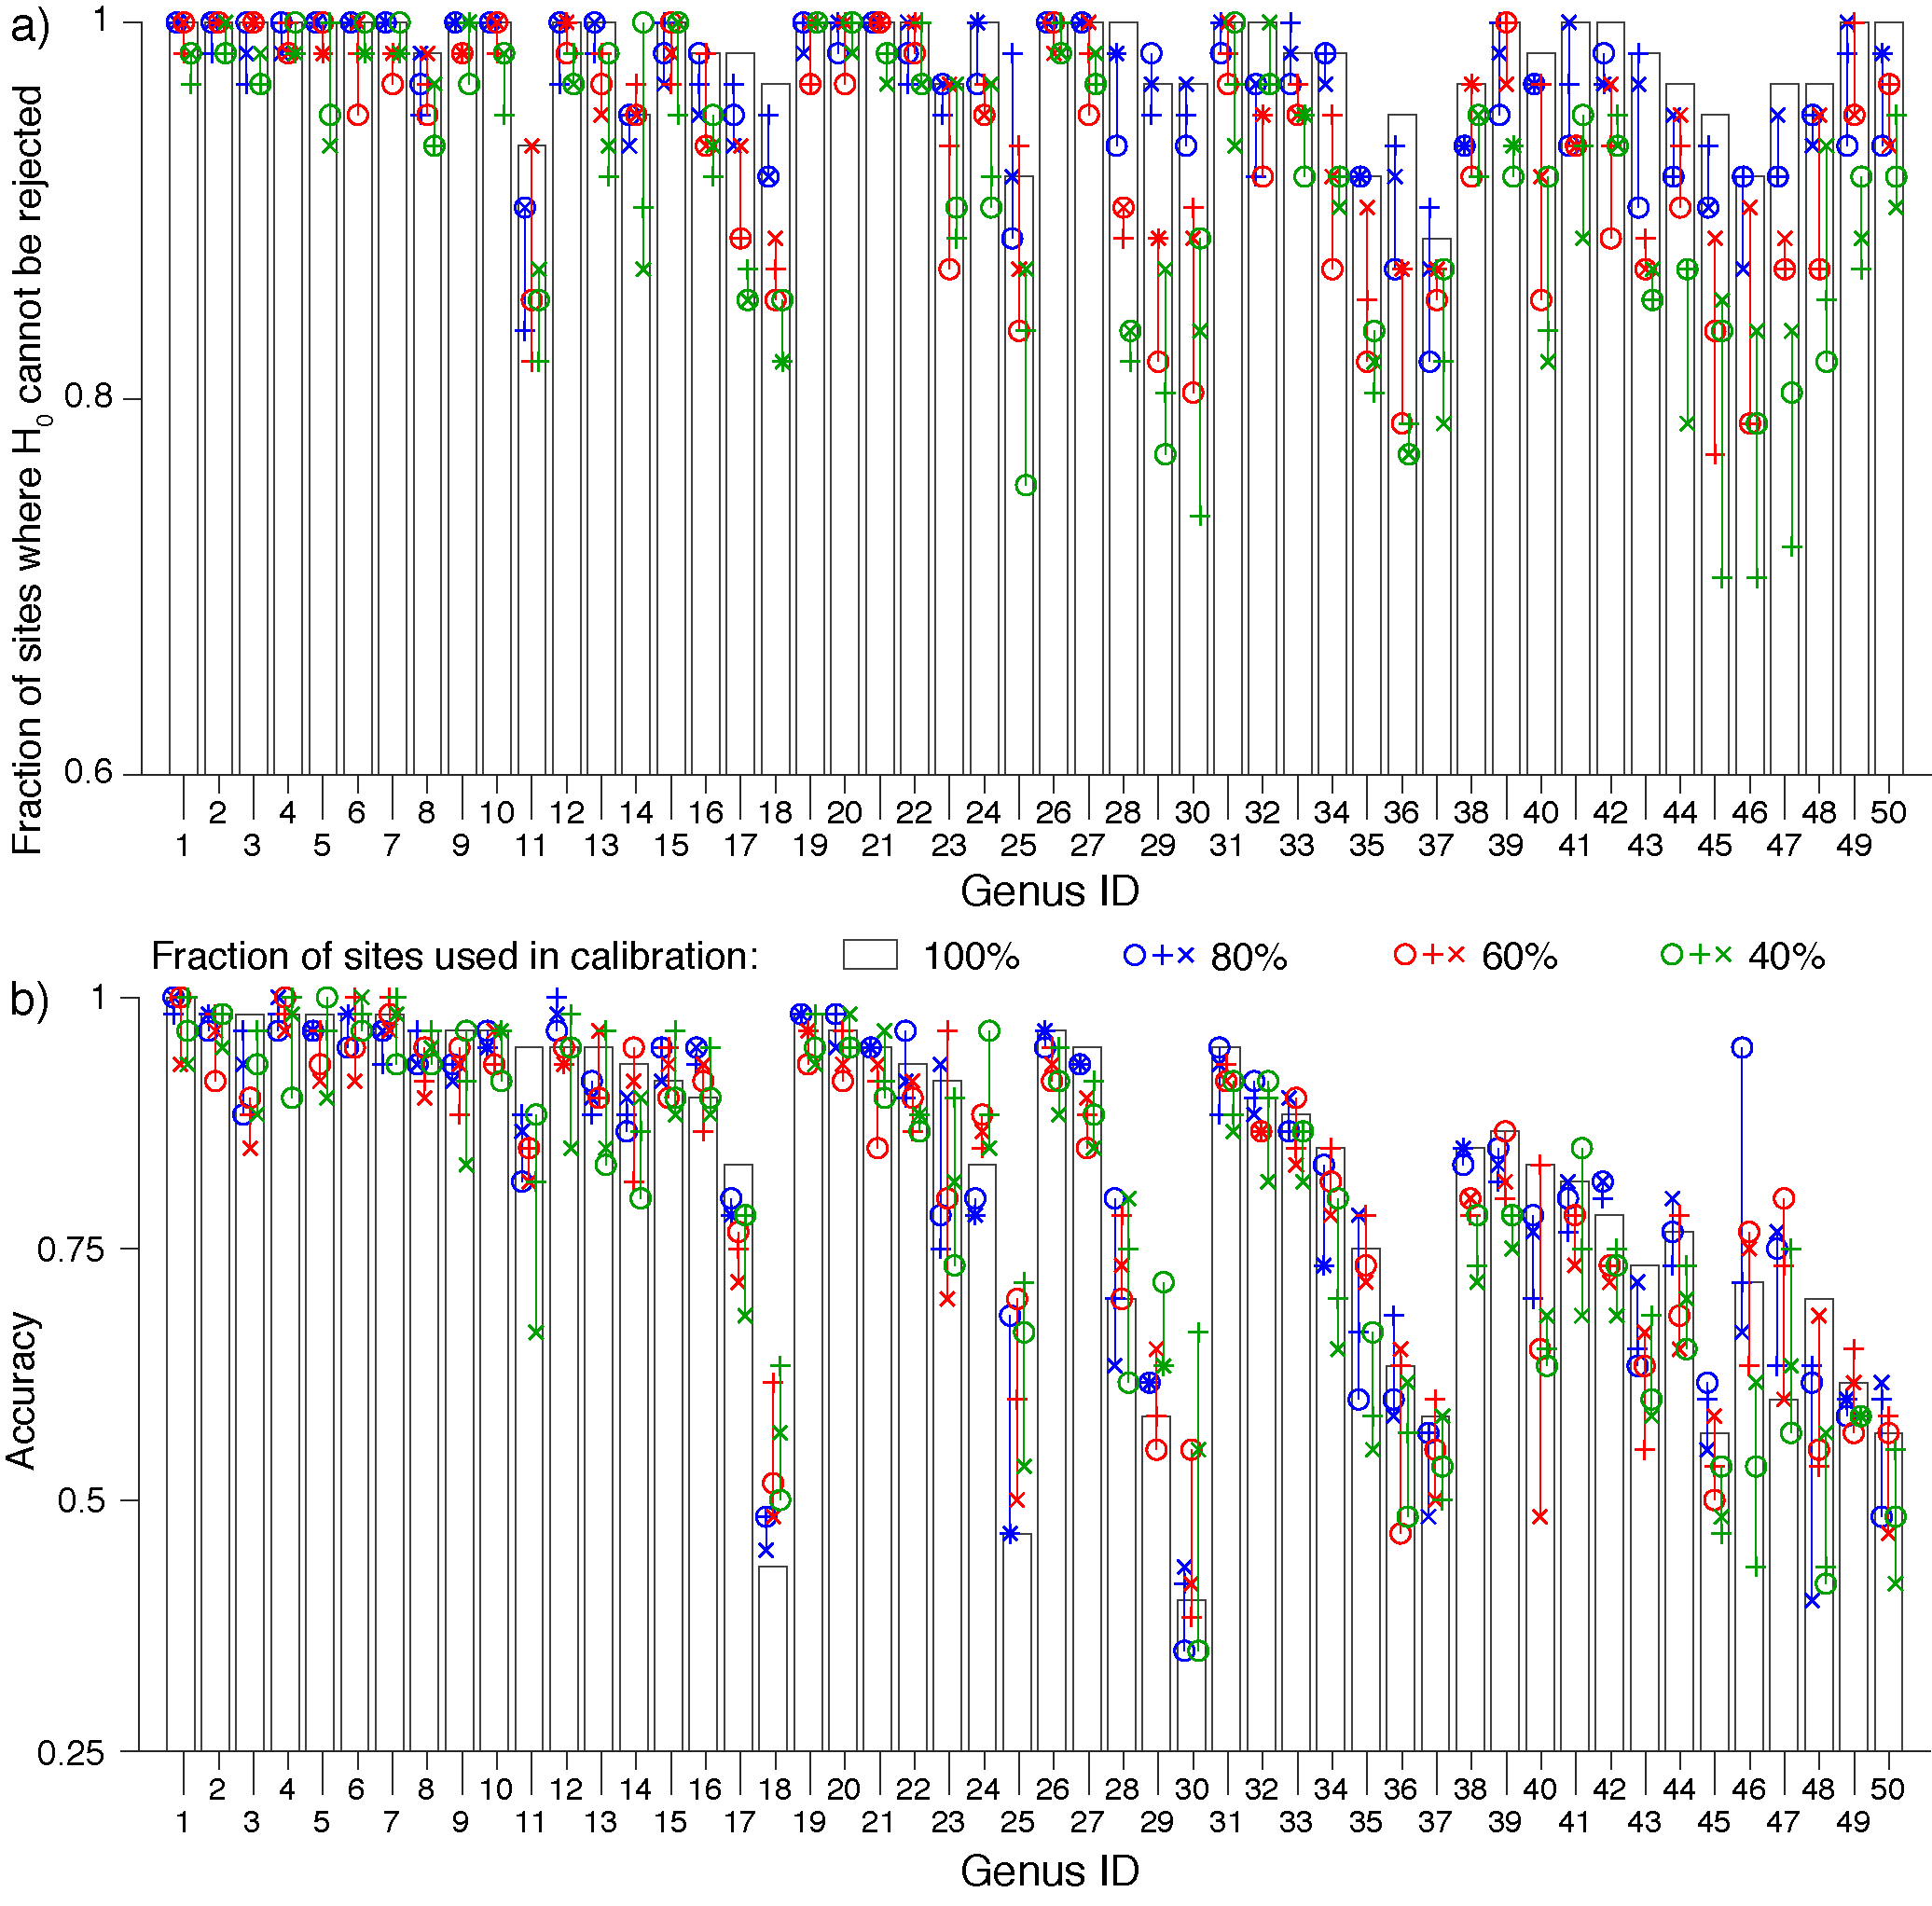 a)
Fraction of sites where H0 cannot be rejected
1
0.8
0.6
2 4 6 8 10 12 14 16 18 20 22 24 26 28 30 32 34 36 38 40 42 44 46 48 50
1 3 5 7 9 11 13 15 17 19 21 23 25 27 29 31 33 35 37 39 41 43 45 47 49
Genus ID
Fraction of sites used in calibration: 100% 80% 60% 40%
b)
Accuracy
1
0.75
0.5
0.25
2 4 6 8 10 12 14 16 18 20 22 24 26 28 30 32 34 36 38 40 42 44 46 48 50
1 3 5 7 9 11 13 15 17 19 21 23 25 27 29 31 33 35 37 39 41 43 45 47 49
Genus ID